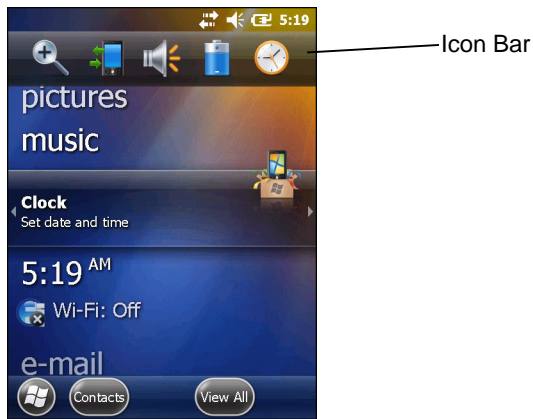 5:19
Icon Bar
pictures
music
Clock
Set date and time
5:19 AM
Wi-Fi: Off
e-mail
Contacts
View All